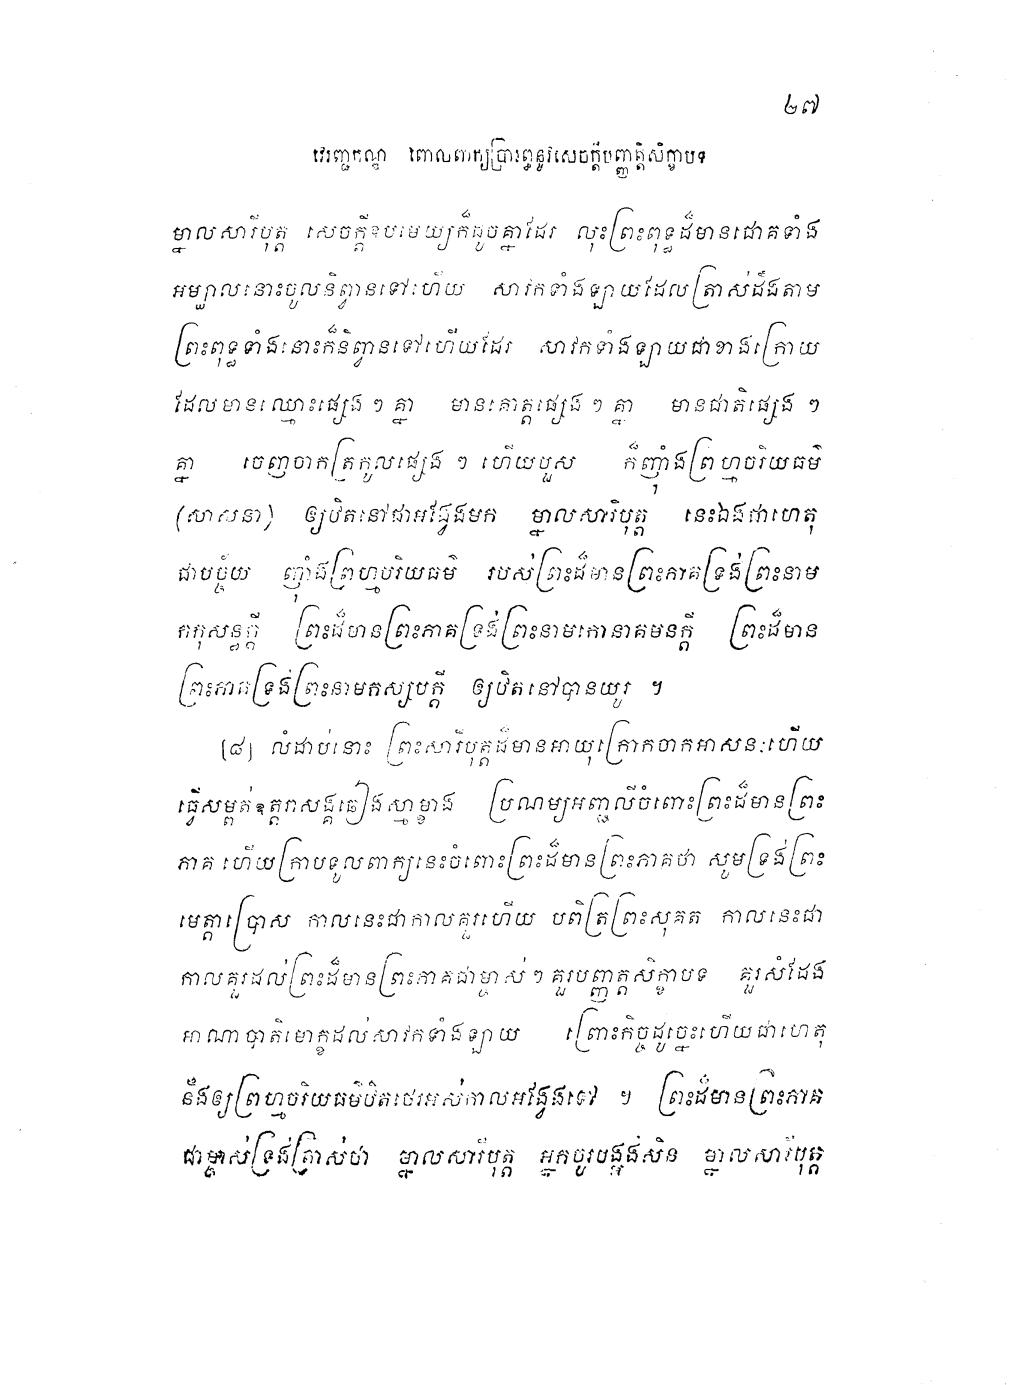 ២៧
វេរញ្ជកណ្ឌ ពោលពាក្យប្រារព្ធនូវសេចក្តីបញ្ញត្តិសិក្ខាបទ
ម្នាលសារីបុត្ត សេចក្តីឧបមេយ្យក៏ដូចគ្នាដែរ លុះព្រះពុទ្ធដ៏មានជោគទាំង
អម្បាលនោះចូលនិព្វានទៅហើយ សាវកទាំងឡាយដែលត្រាស់ដឹងតាម
ព្រះពុទ្ធទាំងនោះក៏និព្វានទៅហើយដែរ សាវកទាំងឡាយជាខាងក្រោយ
ដែលមានឈ្មោះផ្សេង ៗ គ្នា មានគោត្តផ្សេង ៗ គ្នា មានជាតិផ្សេង ៗ
គ្នា ចេញចាកត្រកូលផ្សេង ៗ ហើយបួស ក៏ញ៉ាំងព្រហ្មចរិយធម៌
(សាសនា) ឲ្យឋិតនៅជាអង្វែងមក ម្នាលសារីបុត្ត នេះឯងជាហេតុ
ជាបច្ច័យ ញ៉ាំងព្រហ្មចរិយធម៌ របស់ព្រះដ៏មានព្រះភាគទ្រង់ព្រះនាម
កកុសន្ធក្តី ព្រះដ៏មានព្រះភាគទ្រង់ព្រះនាមកោនាគមនក្តី ព្រះដ៏មាន
ព្រះភាគទ្រង់ព្រះនាមកស្សបក្តី ឲ្យឋិតនៅបានយូរ ។
[៨] លំដាប់នោះ ព្រះសារីបុត្តដ៏មានអាយុក្រោកចាកអាសនៈហើយ
ធ្វើសម្ពត់ឧត្តរាសង្គឆៀងស្មាម្ខាង ប្រណម្យអញ្ជលីចំពោះព្រះដ៏មានព្រះ
ភាគ ហើយក្រាបទូលពាក្យនេះចំពោះព្រះដ៏មានព្រះភាគថា សូមទ្រង់ព្រះ
មេត្តាប្រោស កាលនេះជាកាលគួរហើយ បពិត្រព្រះសុគត កាលនេះជា
កាលគួរដល់ព្រះដ៏មានព្រះភាគជាម្ចាស់ ៗ គួរបញ្ញត្តសិក្ខាបទ គួរសំដែង
អាណាបាតិមោក្ខដល់សាវកទាំងឡាយ ព្រោះកិច្ចដូច្នេះហើយជាហេតុ
នឹងឲ្យព្រហ្មចរិយធម៌ឋិតថេរអស់កាលអង្វែងទៅ ។ ព្រះដ៏មានព្រះភាគ
ជាម្ចាស់ទ្រង់ត្រាស់ថា ម្នាលសារីបុត្ត អ្នកចូរបង្អង់សិន ម្នាលសារីបុត្ត